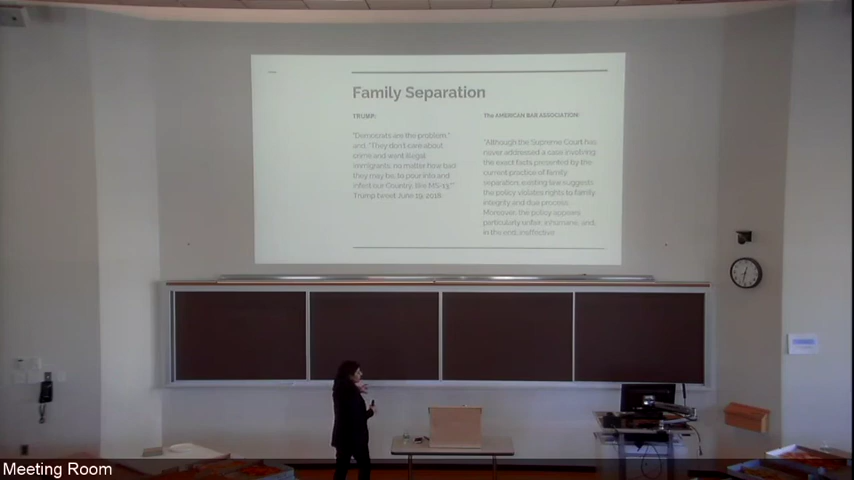 Family Separation
TRUMP:
"Democrats are the problem,"
and, "They don't care about
crime and want illegal
immigrants, no matter how bad
they may be, to pour into and
infest our Country, like MS-13."
Trump tweet June 19, 2018
The AMERICAN BAR ASSOCIATION:
"Although the Supreme Court has
never addressed a case involving
the exact facts presented by the
current practice of family
separation, existing law suggests
the policy violates rights to family
integrity and due process.
Moreover, the policy appears
particularly unfair, inhumane, and,
in the end, ineffective.
Meeting Room